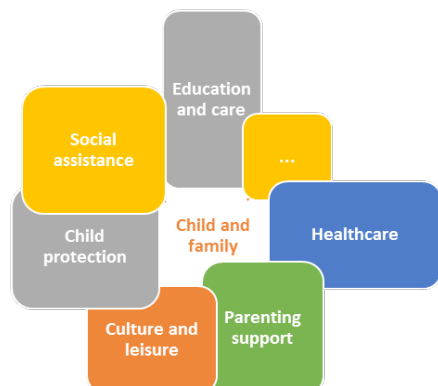 Education
and care
Social
assistance
...
Child and
family
Healthcare
Child
protection
Parenting
support
Culture and
leisure